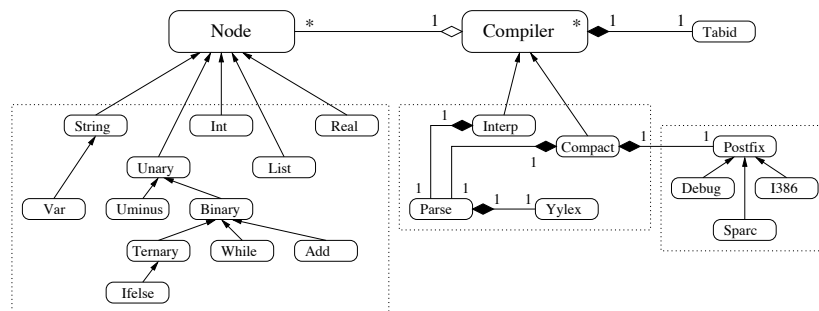 Node * 1 Compiler * 1 1 Tabid
String Int Real 1 Interp
Unary List Compact 1 1 Postfix
1
Var Uminus Binary 1 Parse 1 1 1 Yylex Debug I386
Ternary While Add Sparc
Ifelse